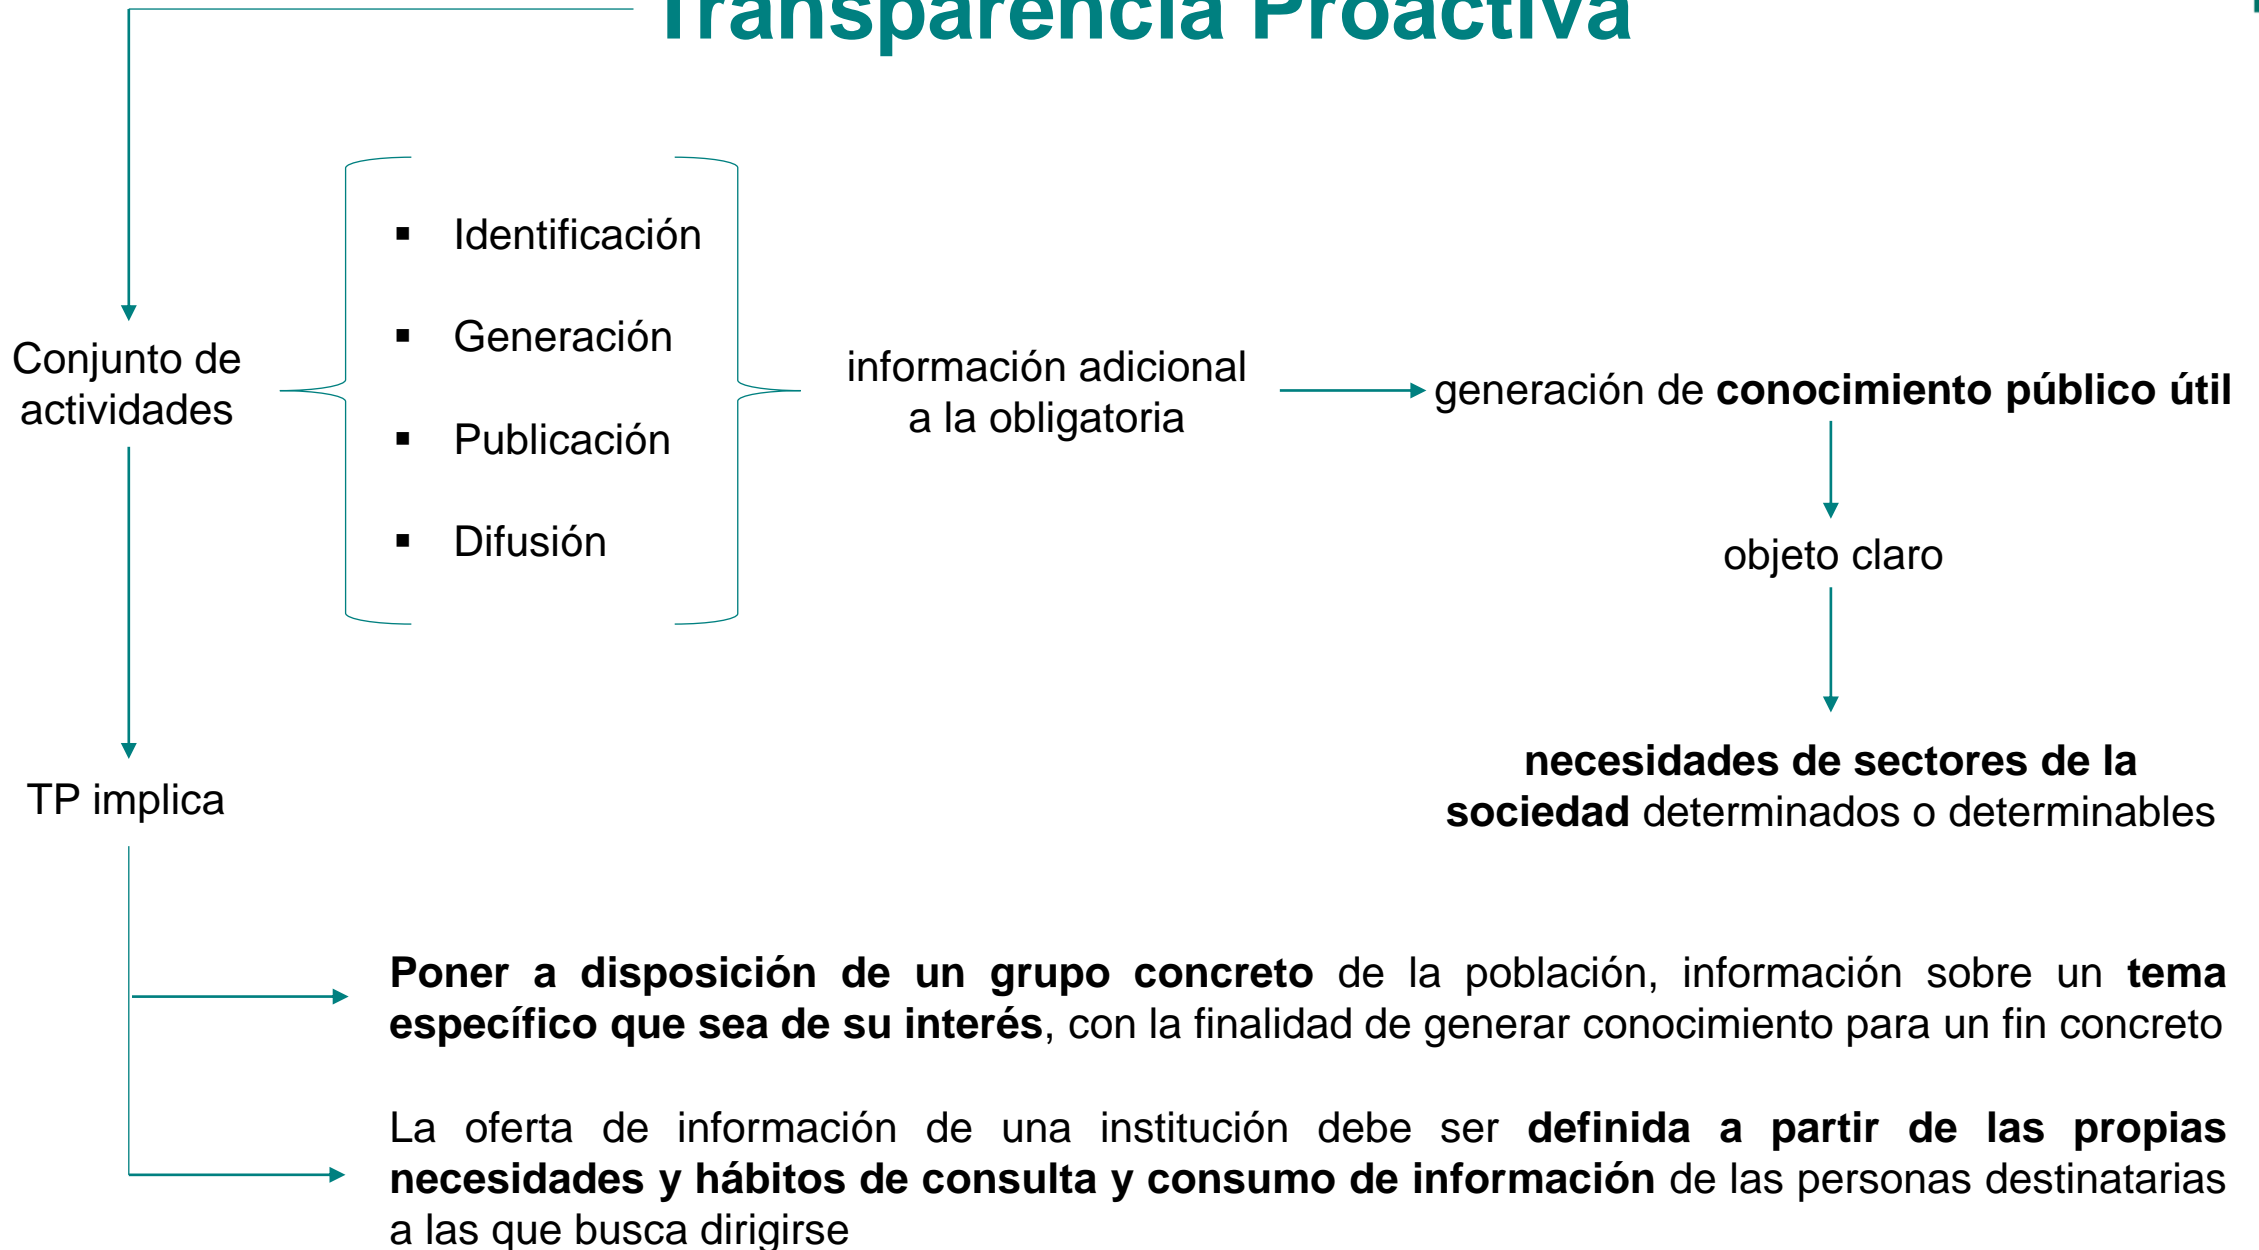 Transparencia Proactiva
Conjunto de
actividades
▪ Identificación
▪ Generación
▪ Publicación
▪ Difusión
información adicional
a la obligatoria
generación de conocimiento público útil
objeto claro
necesidades de sectores de la
sociedad determinados o determinables
TP implica
Poner a disposición de un grupo concreto de la población, información sobre un tema
específico que sea de su interés, con la finalidad de generar conocimiento para un fin concreto
La oferta de información de una institución debe ser definida a partir de las propias
necesidades y hábitos de consulta y consumo de información de las personas destinatarias
a las que busca dirigirse